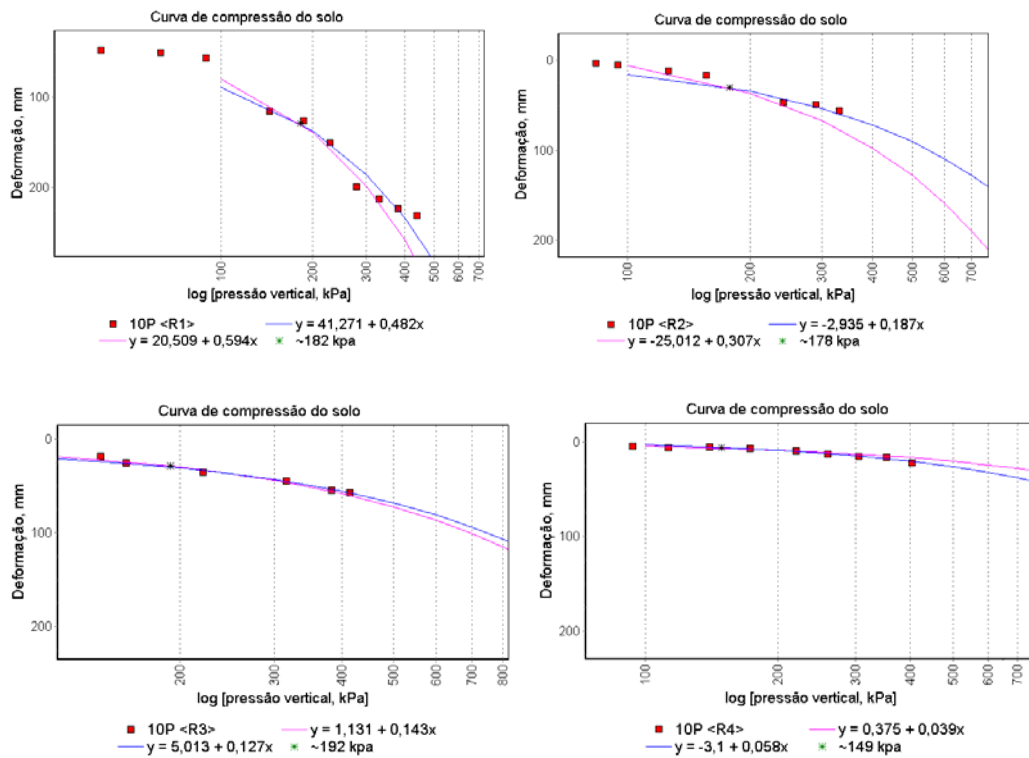 Curva de compressão do solo
Deformação, mm
100
200
100
200
300
400
500
600
700
log [pressão vertical, kPa]
10P <R1>
y = 41,271 + 0,482x
y = 20,509 + 0,594x
~182 kpa
Curva de compressão do solo
Deformação, mm
0
100
200
100
200
300
400
500
600
700
log [pressão vertical, kPa]
10P <R2>
y = -2,935 + 0,187x
y = -25,012 + 0,307x
~178 kpa
Curva de compressão do solo
Deformação, mm
0
100
200
200
300
400
500
600
700
800
log [pressão vertical, kPa]
10P <R3>
y = 1,131 + 0,143x
y = 5,013 + 0,127x
~192 kpa
Curva de compressão do solo
Deformação, mm
0
100
200
100
200
300
400
500
600
700
log [pressão vertical, kPa]
10P <R4>
y = 0,375 + 0,039x
y = -3,1 + 0,058x
~149 kpa